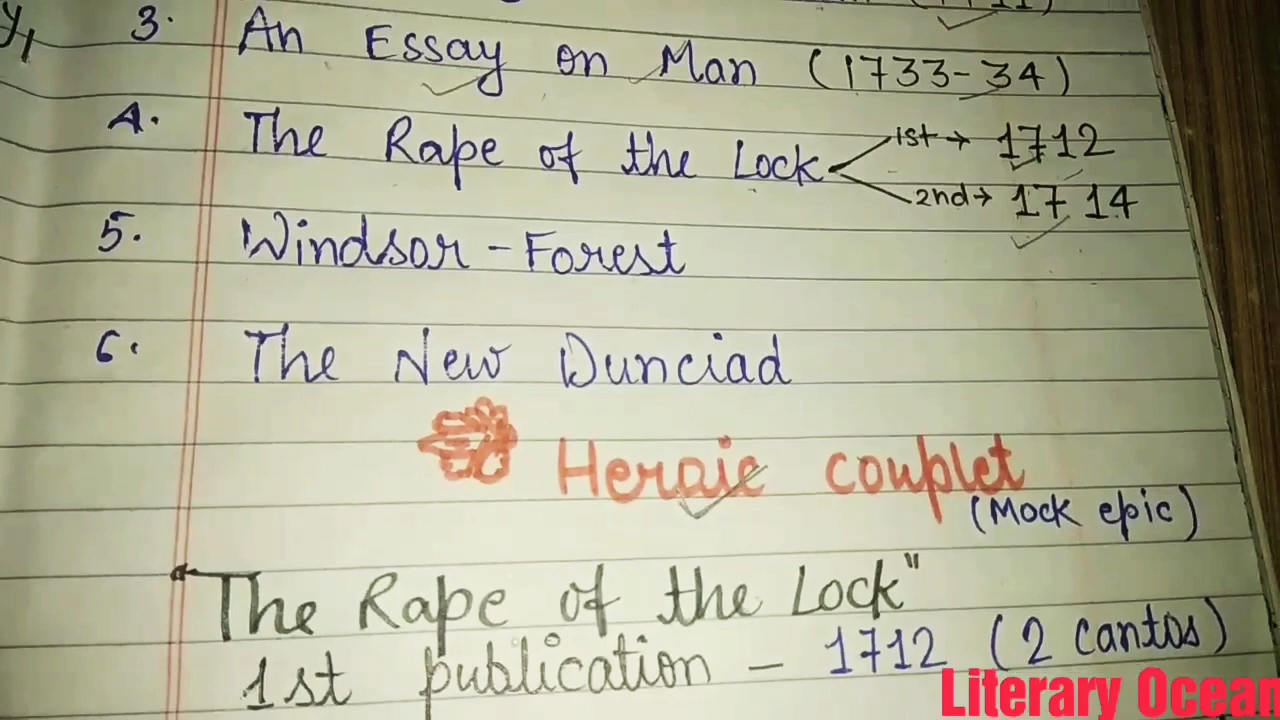 3. An Essay on Man (1733-34)
4. The Rape of the Lock 1st → 1712
2nd → 1714
5. Windsor-Forest
6. The New Dunciad
Heroic couplet
(Mock epic)
The Rape of the Lock"
1st publication - 1712 (2 cantos)
Literary Ocean